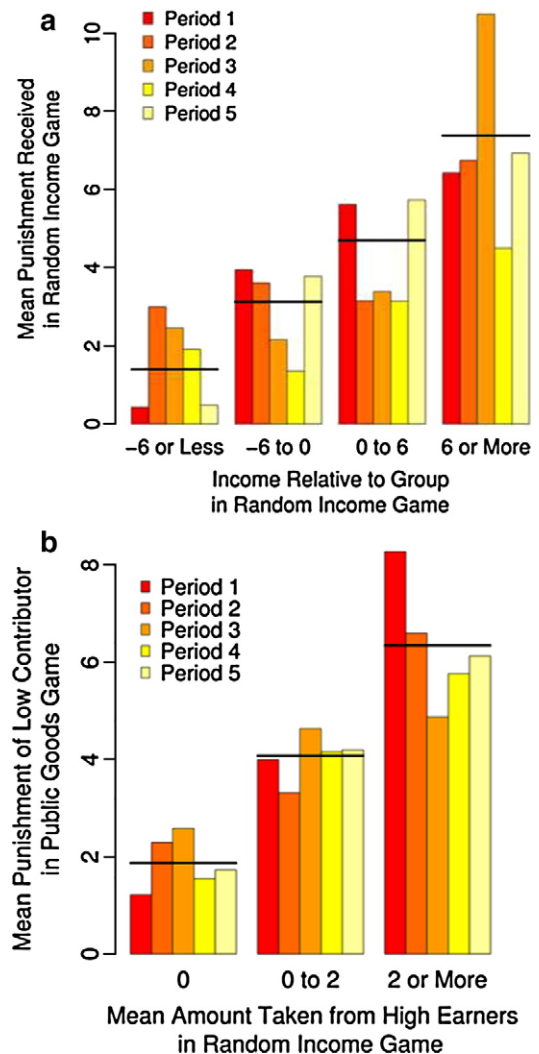 a
Period 1
Period 2
Period 3
Period 4
Period 5
Mean Punishment Received
in Random Income Game
10
8
6
4
2
0
−6 or Less
−6 to 0
0 to 6
6 or More
Income Relative to Group
in Random Income Game
b
Period 1
Period 2
Period 3
Period 4
Period 5
Mean Punishment of Low Contributor
in Public Goods Game
8
6
4
2
0
0
0 to 2
2 or More
Mean Amount Taken from High Earners
in Random Income Game